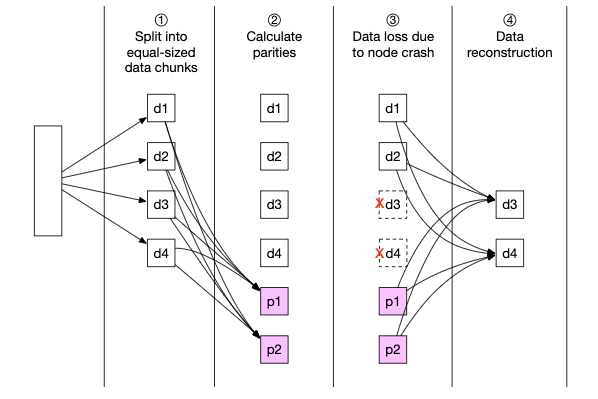 ①
Split into
equal-sized
data chunks
②
Calculate
parities
③
Data loss due
to node crash
④
Data
reconstruction
d1
d2
d3
d4
d1
d2
d3
d4
p1
p2
d1
d2
X d3
X d4
p1
p2
d3
d4